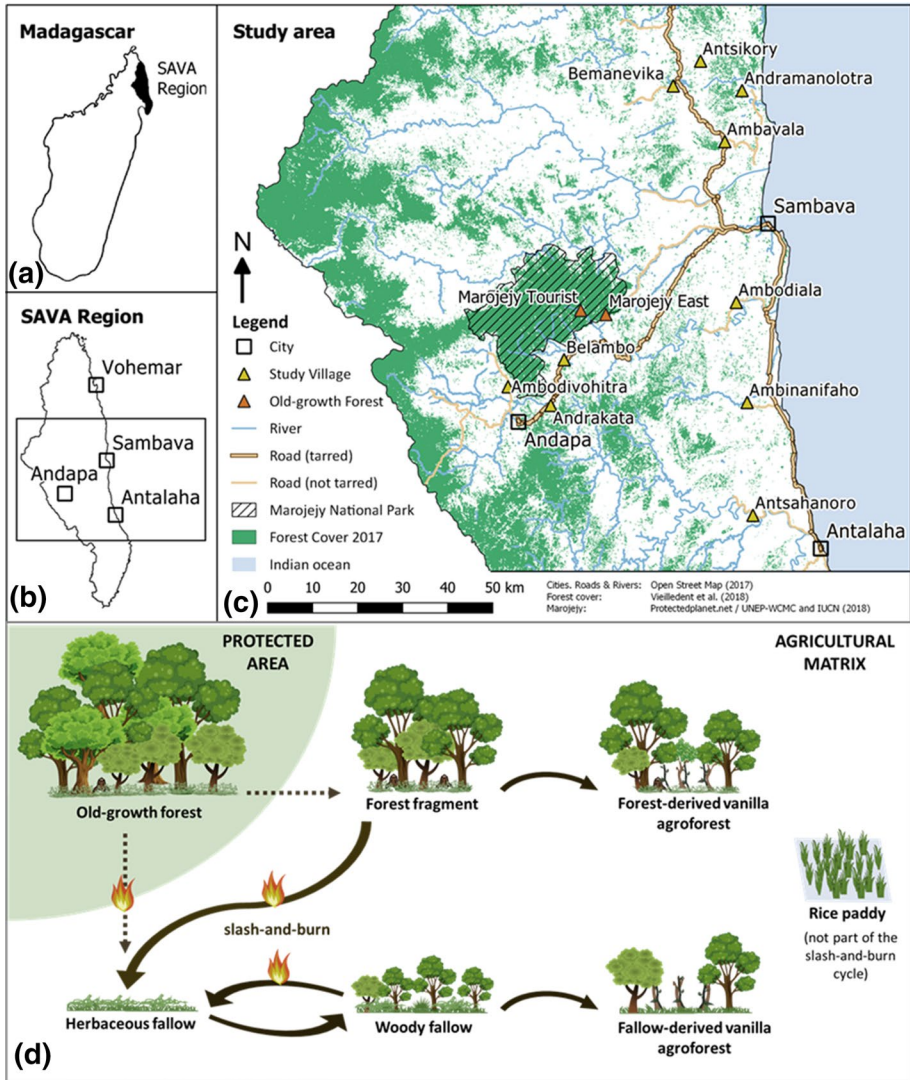 Madagascar
SAVA
Region
(a)
SAVA Region
Vohemar
Sambava
Andapa
Antalaha
(b)
Study area
Antsikory
Bemanevika
Andramanolotra
Ambavala
Sambava
N
Marojejy Tourist
Marojejy East
Ambodiala
Belambo
Ambodivohitra
Ambinanifaho
Andrakata
Andapa
Antsahanoro
Antalaha
Legend
City
Study Village
Old-growth Forest
River
Road (tarred)
Road (not tarred)
Marojejy National Park
Forest Cover 2017
Indian ocean
0 10 20 30 40 50 km
(c)
Cities. Roads & Rivers: Open Street Map (2017)
Forest cover: Vieilledent et al. (2018)
Marojejy: Protectedplanet.net / UNEP-WCMC and IUCN (2018)
PROTECTED
AREA
AGRICULTURAL
MATRIX
Old-growth forest
Forest fragment
Forest-derived vanilla
agroforest
slash-and-burn
Rice paddy
(not part of the
slash-and-burn
cycle)
Herbaceous fallow
Woody fallow
Fallow-derived vanilla
agroforest
(d)